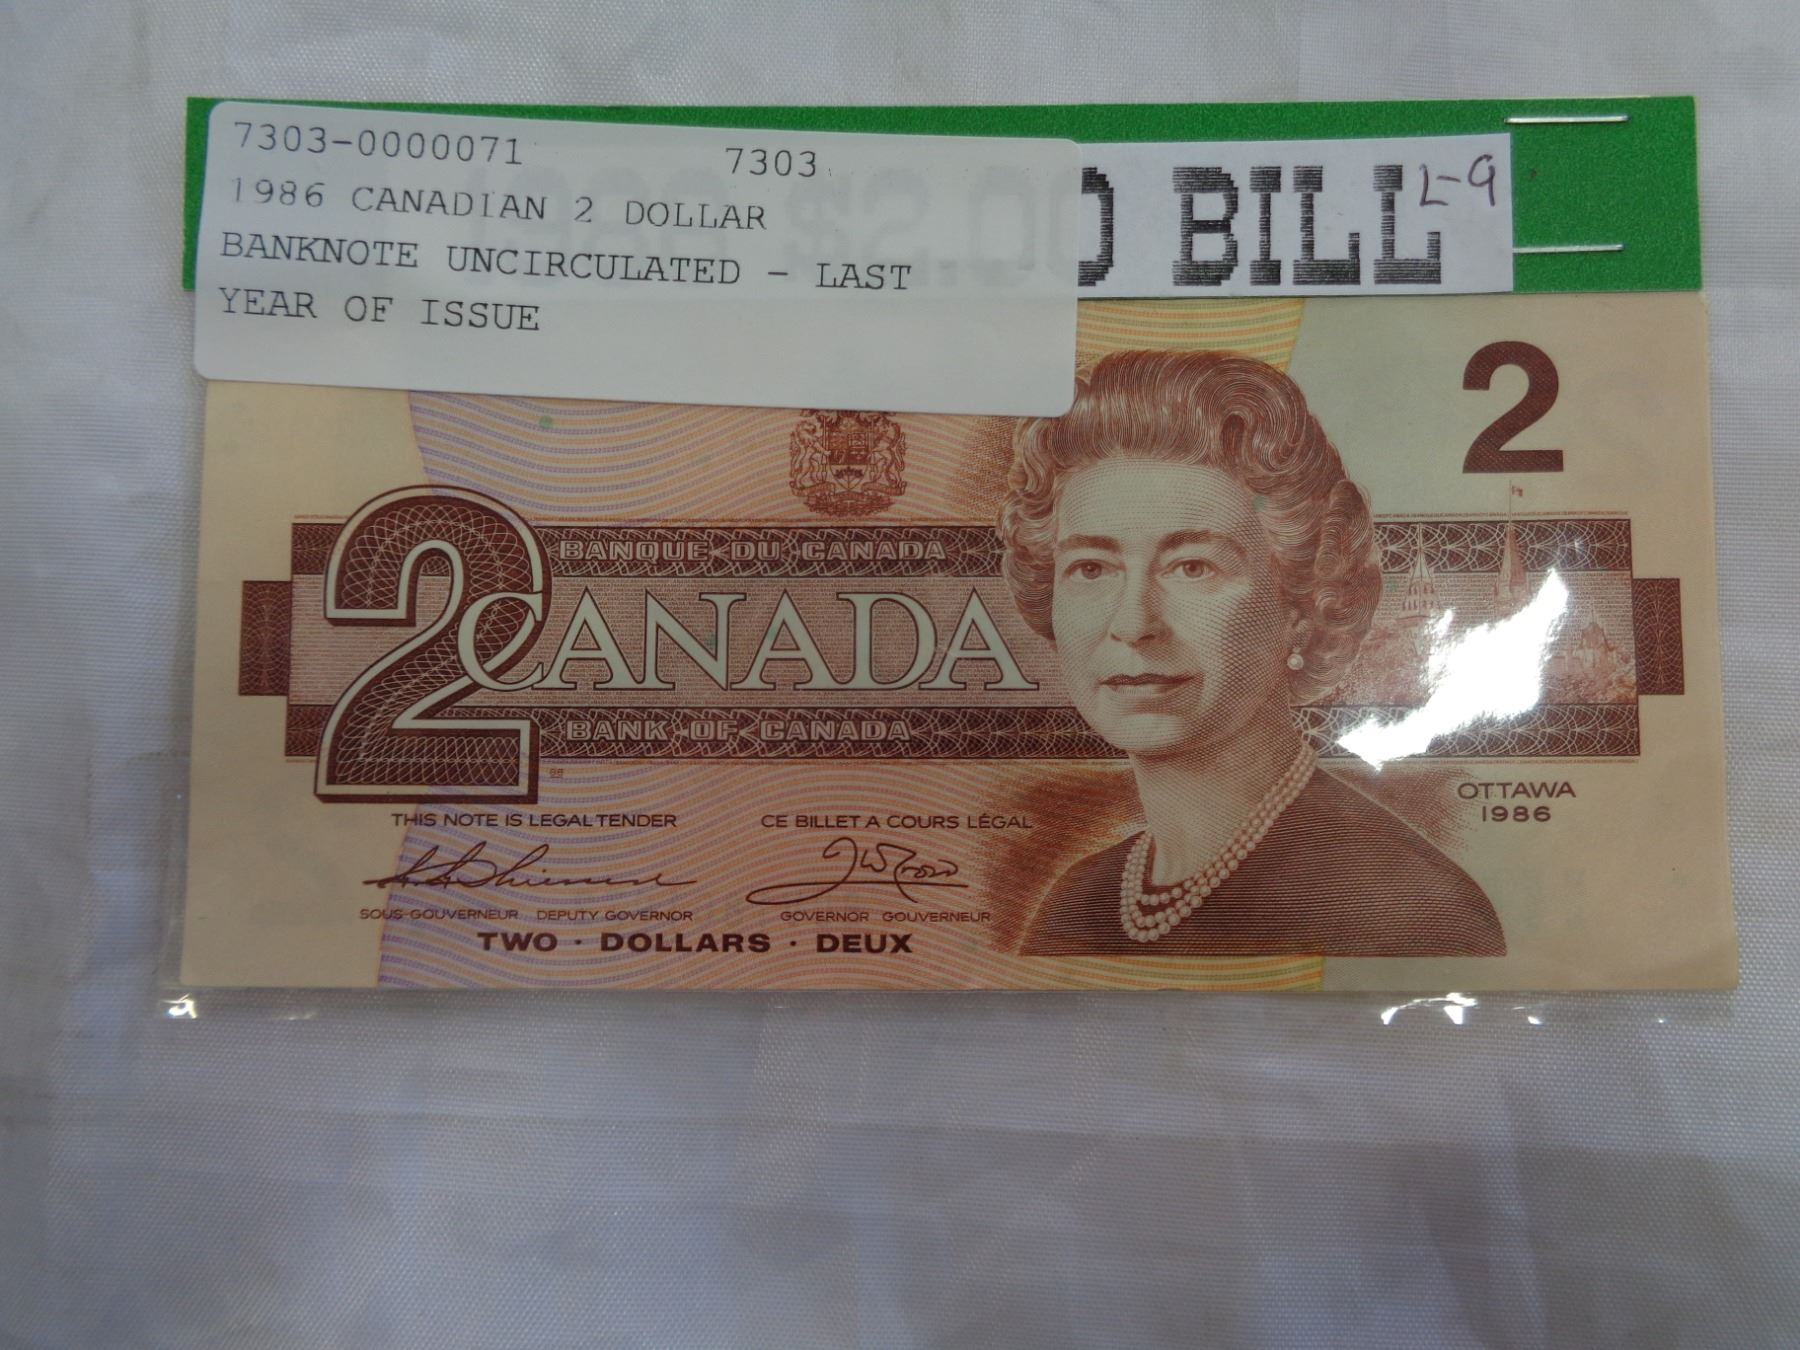 7303-0000071 7303
1986 CANADIAN 2 DOLLAR
BANKNOTE UNCIRCULATED - LAST
YEAR OF ISSUE
BILL L-9
2
BANQUE DU CANADA
2 CANADA
BANK OF CANADA
OTTAWA
1986
THIS NOTE IS LEGAL TENDER CE BILLET A COURS LÉGAL
SOUS-GOUVERNEUR DEPUTY GOVERNOR GOVERNOR GOUVERNEUR
TWO · DOLLARS · DEUX